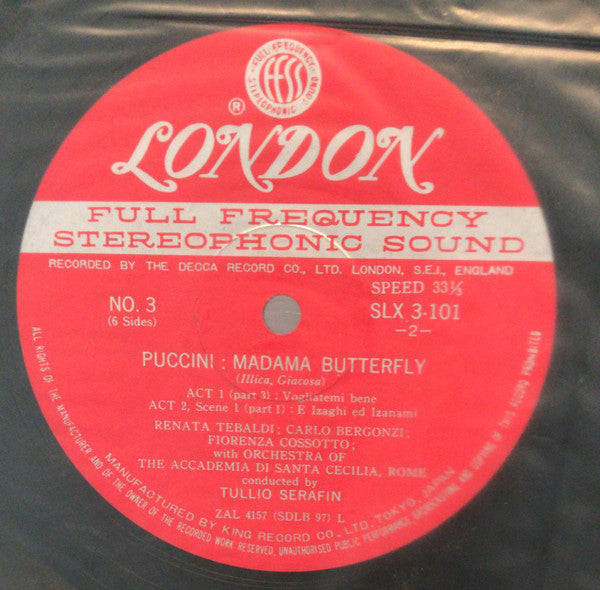 FULL FREQUENCY
ffss
STEREOPHONIC SOUND
®
LONDON
FULL FREQUENCY
STEREOPHONIC SOUND
RECORDED BY THE DECCA RECORD CO., LTD. LONDON, S.E.I., ENGLAND
SPEED 33⅓
NO. 3
SLX 3-101
(6 Sides)
—2—
PUCCINI : MADAMA BUTTERFLY
(Illica, Giacosa)
ACT 1 (part 3) : Vogliatemi bene
ACT 2, Scene 1 (part 1) : E Izaghi ed Izanami
RENATA TEBALDI ; CARLO BERGONZI ;
FIORENZA COSSOTTO ;
with ORCHESTRA OF
THE ACCADEMIA DI SANTA CECILIA, ROME
conducted by
TULLIO SERAFIN
ZAL 4157 (SDLB 97) L
MANUFACTURED BY KING RECORD CO., LTD. TOKYO, JAPAN
ALL RIGHTS OF THE MANUFACTURER AND OF THE OWNER OF THE RECORDED WORK RESERVED. UNAUTHORISED PUBLIC PERFORMANCE, BROADCASTING AND COPYING OF THIS RECORD PROHIBITED